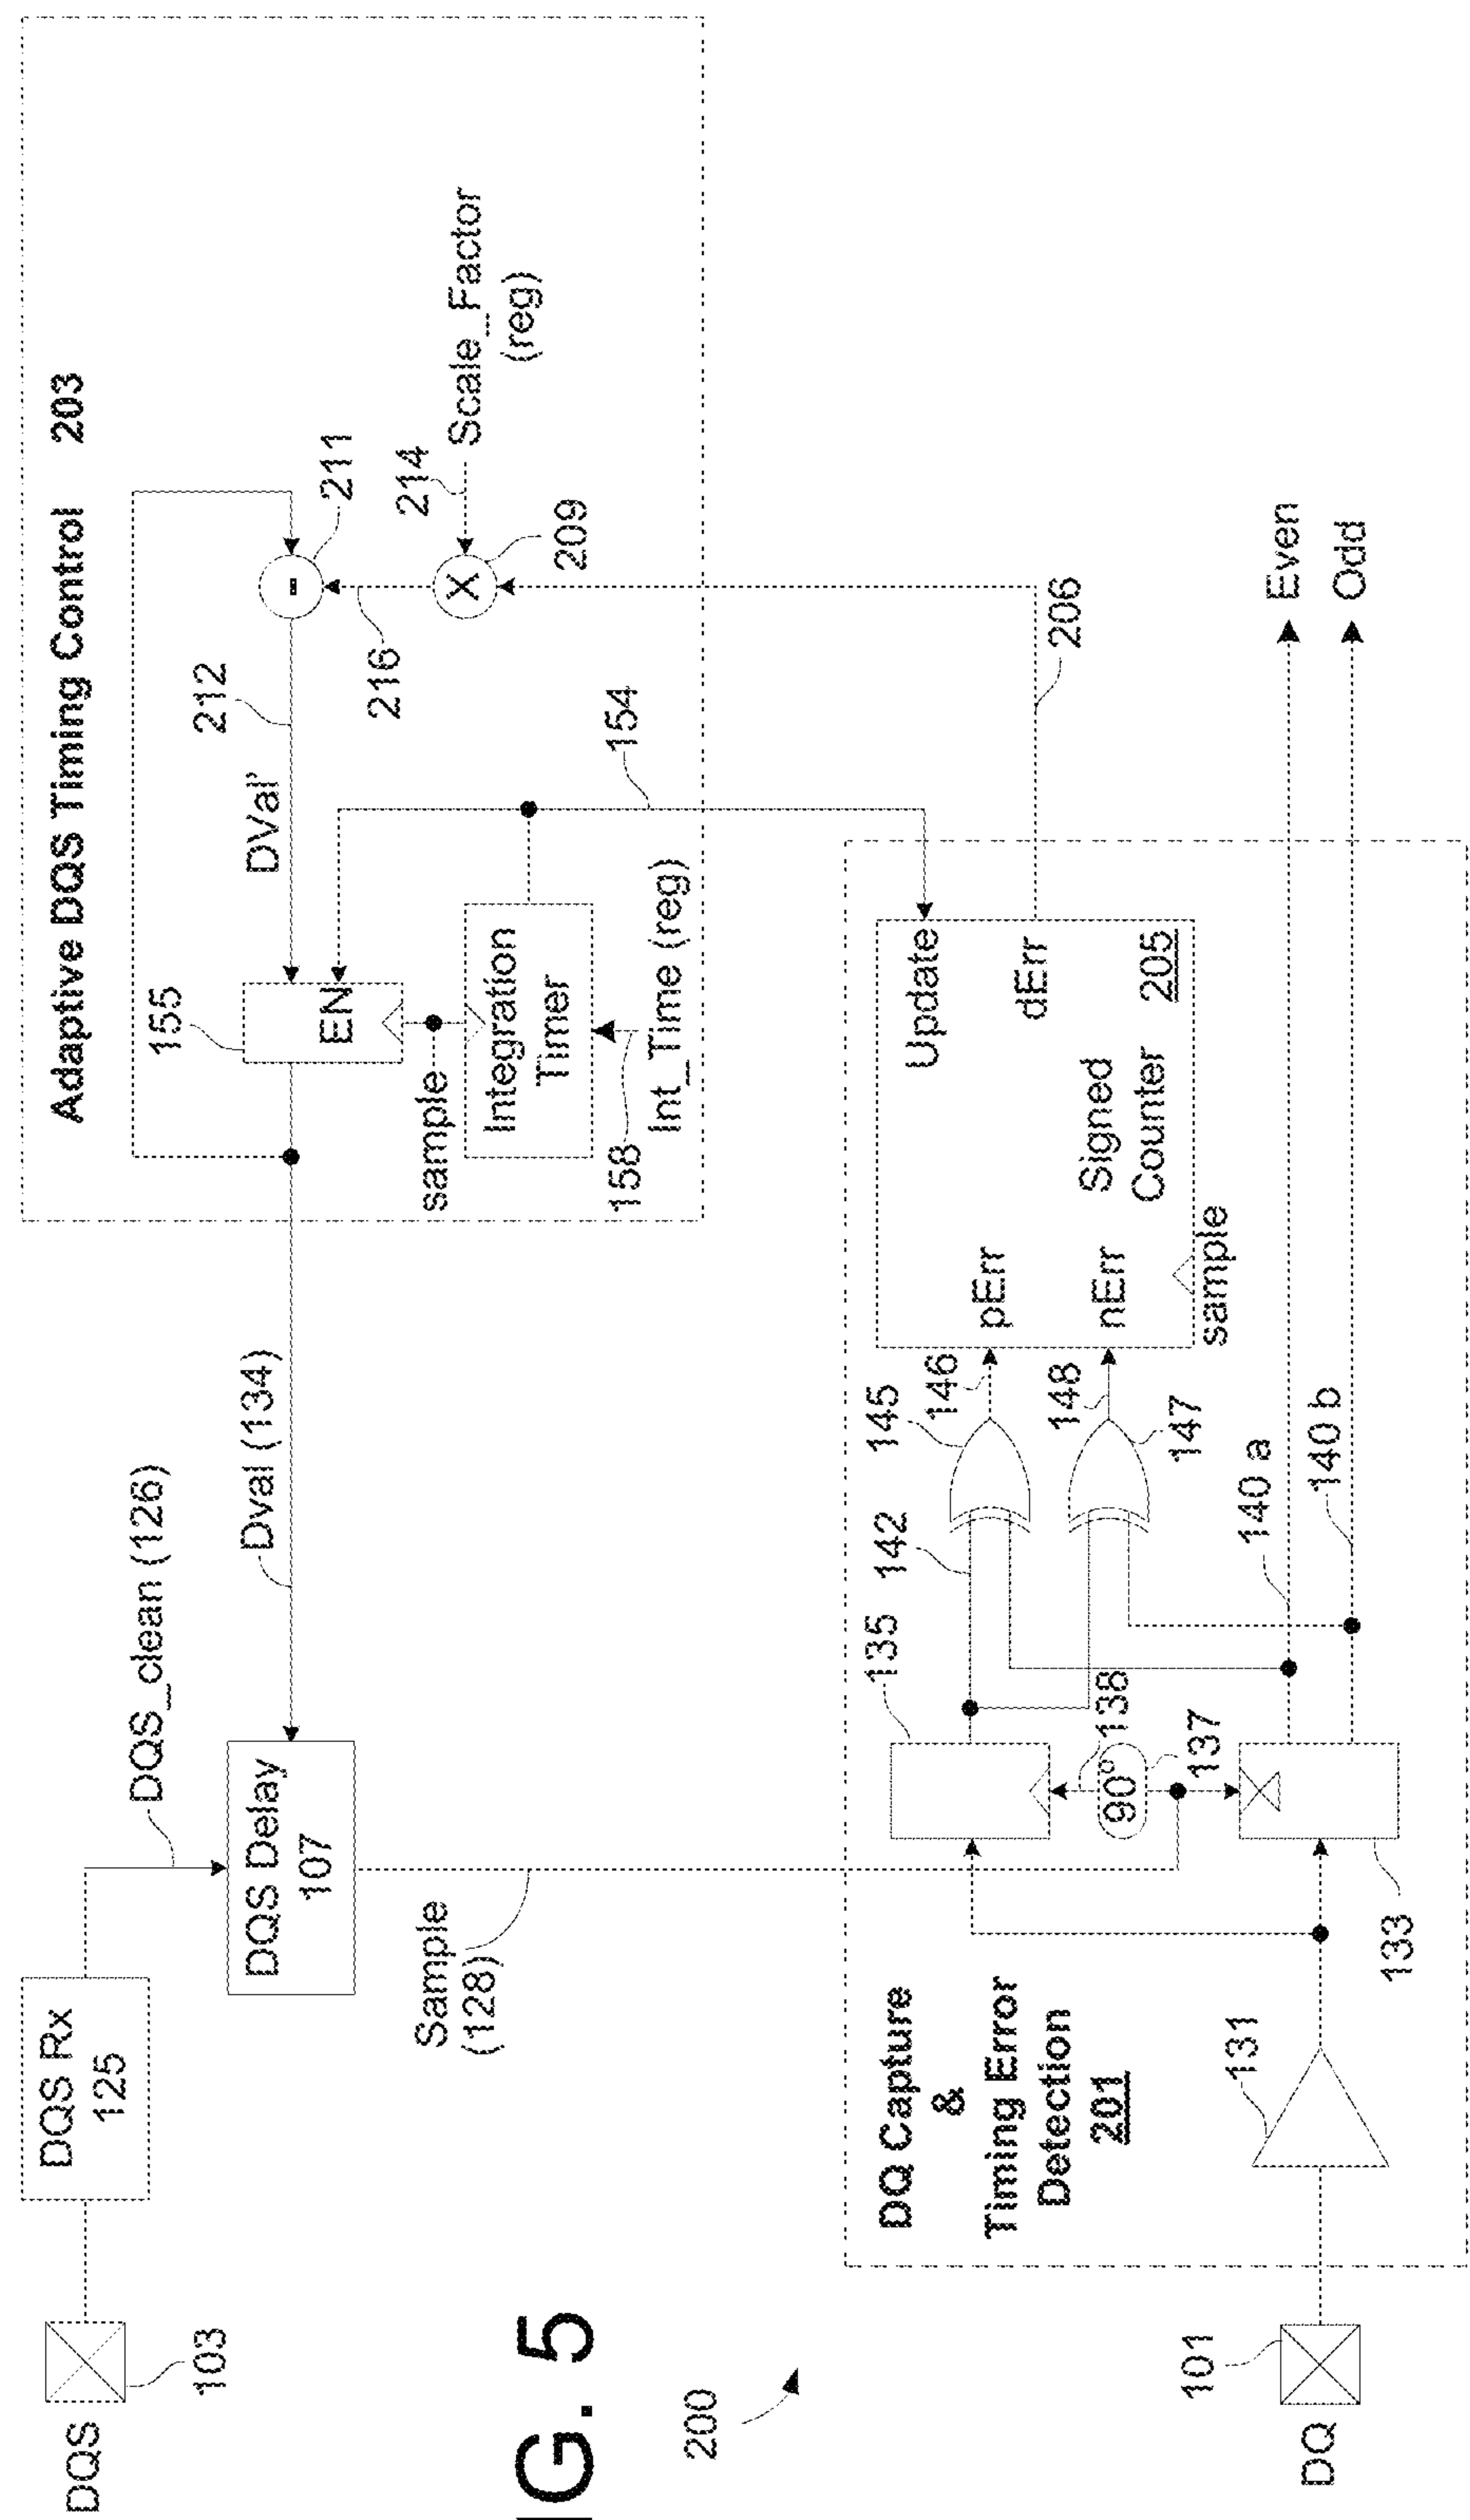 Adaptive DQS Timing Control 203
DQS
103
DQS Rx
125
DQS_clean (126)
DQS Delay
107
Dval (134)
155
EN
DVal'
212
-
211
216
214
Scale_Factor
(reg)
X
209
sample
Integration
Timer
158
Int_Time (reg)
154
Sample
(128)
206
DQ Capture
&
Timing Error
Detection
201
135
142
145
146
pErr
Update
dErr
148
nErr
147
Signed
Counter
205
sample
138
90°
137
140 a
140 b
Even
Odd
133
131
101
DQ
200
IG. 5